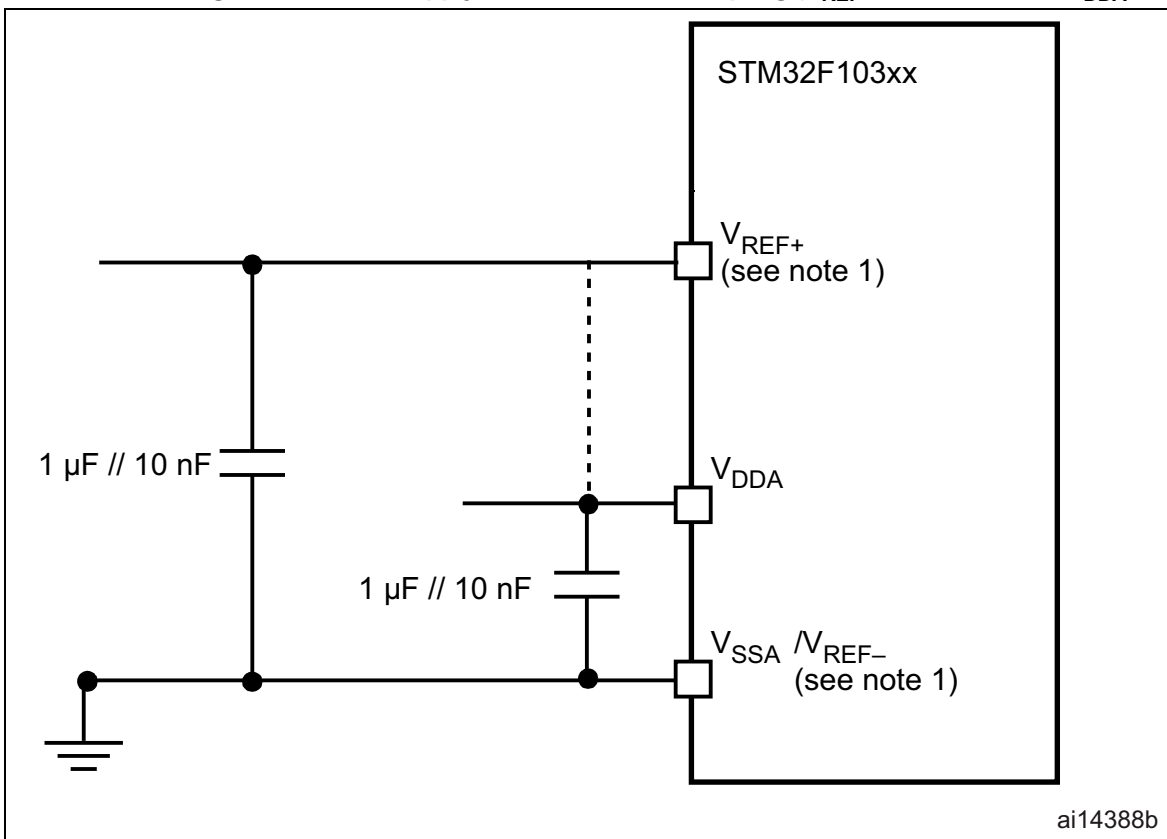 STM32F103xx
VREF+
(see note 1)
1 µF // 10 nF
VDDA
1 µF // 10 nF
VSSA /VREF–
(see note 1)
ai14388b